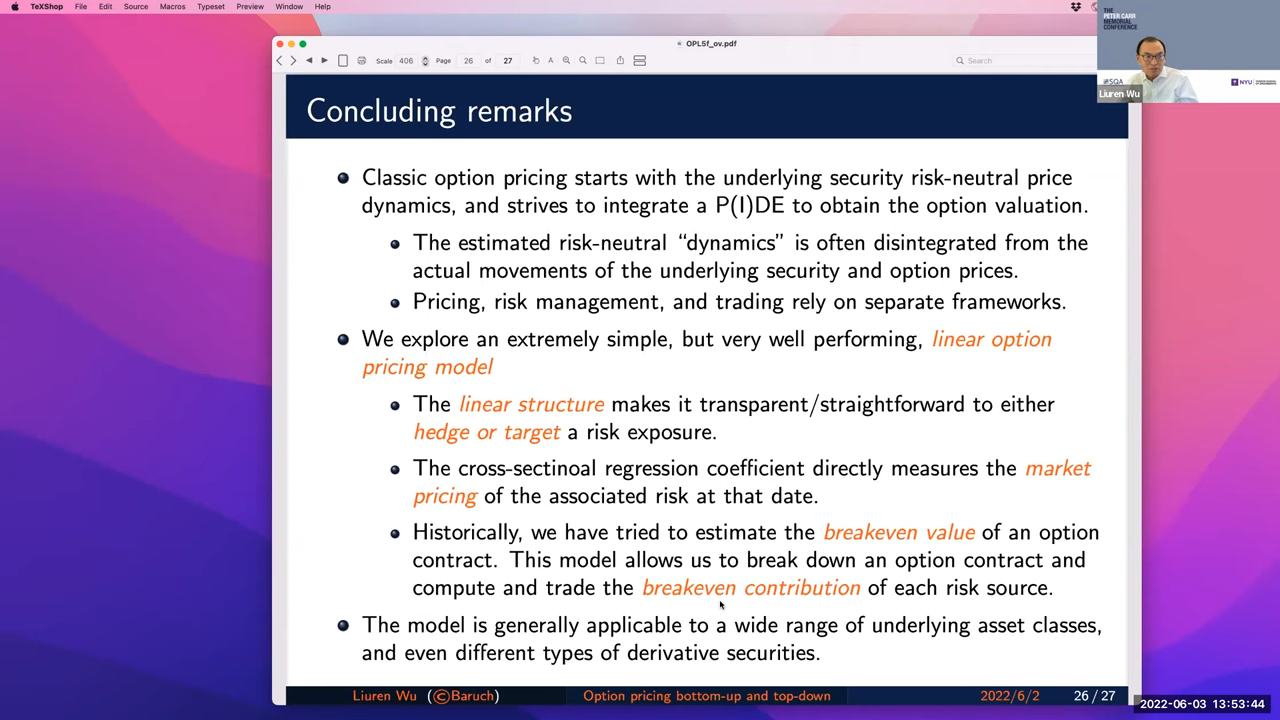 TeXShop File Edit Source Macros Typeset Preview Window Help
OPL5f_ov.pdf
Scale 406 Page 26 of 27
Search
THE
PETER CARR
MEMORIAL
CONFERENCE
SQA NYU
Liuren Wu
Concluding remarks
Classic option pricing starts with the underlying security risk-neutral price
dynamics, and strives to integrate a P(I)DE to obtain the option valuation.
The estimated risk-neutral “dynamics” is often disintegrated from the
actual movements of the underlying security and option prices.
Pricing, risk management, and trading rely on separate frameworks.
We explore an extremely simple, but very well performing, linear option
pricing model
The linear structure makes it transparent/straightforward to either
hedge or target a risk exposure.
The cross-sectinoal regression coefficient directly measures the market
pricing of the associated risk at that date.
Historically, we have tried to estimate the breakeven value of an option
contract. This model allows us to break down an option contract and
compute and trade the breakeven contribution of each risk source.
The model is generally applicable to a wide range of underlying asset classes,
and even different types of derivative securities.
Liuren Wu (©Baruch) Option pricing bottom-up and top-down 2022/6/2 26 / 27
2022-06-03 13:53:44